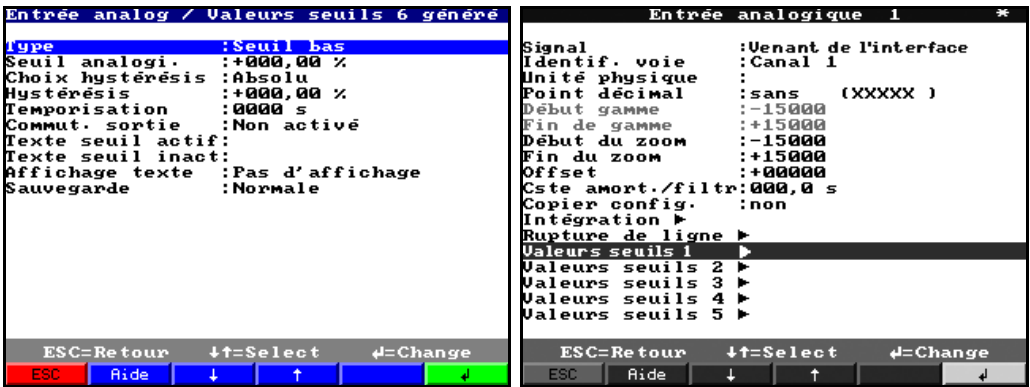 Entrée analog / Valeurs seuils 6 généré
Type :Seuil bas
Seuil analogi. :+000,00 %
Choix hystérésis :Absolu
Hystérésis :+000,00 %
Temporisation :0000 s
Commut. sortie :Non activé
Texte seuil actif:
Texte seuil inact:
Affichage texte :Pas d'affichage
Sauvegarde :Normale
ESC=Retour ↓↑=Select ↲=Change
ESC Aide ↓ ↑ ↲
Entrée analogique 1 *
Signal :Venant de l'interface
Identif. voie :Canal 1
Unité physique :
Point décimal :sans (XXXXX )
Début gamme :-15000
Fin de gamme :+15000
Début du zoom :-15000
Fin du zoom :+15000
Offset :+00000
Cste amort./filtr:000,0 s
Copier config. :non
Intégration ►
Rupture de ligne ►
Valeurs seuils 1 ►
Valeurs seuils 2 ►
Valeurs seuils 3 ►
Valeurs seuils 4 ►
Valeurs seuils 5 ►
ESC=Retour ↓↑=Select ↲=Change
ESC Aide ↓ ↑ ↲